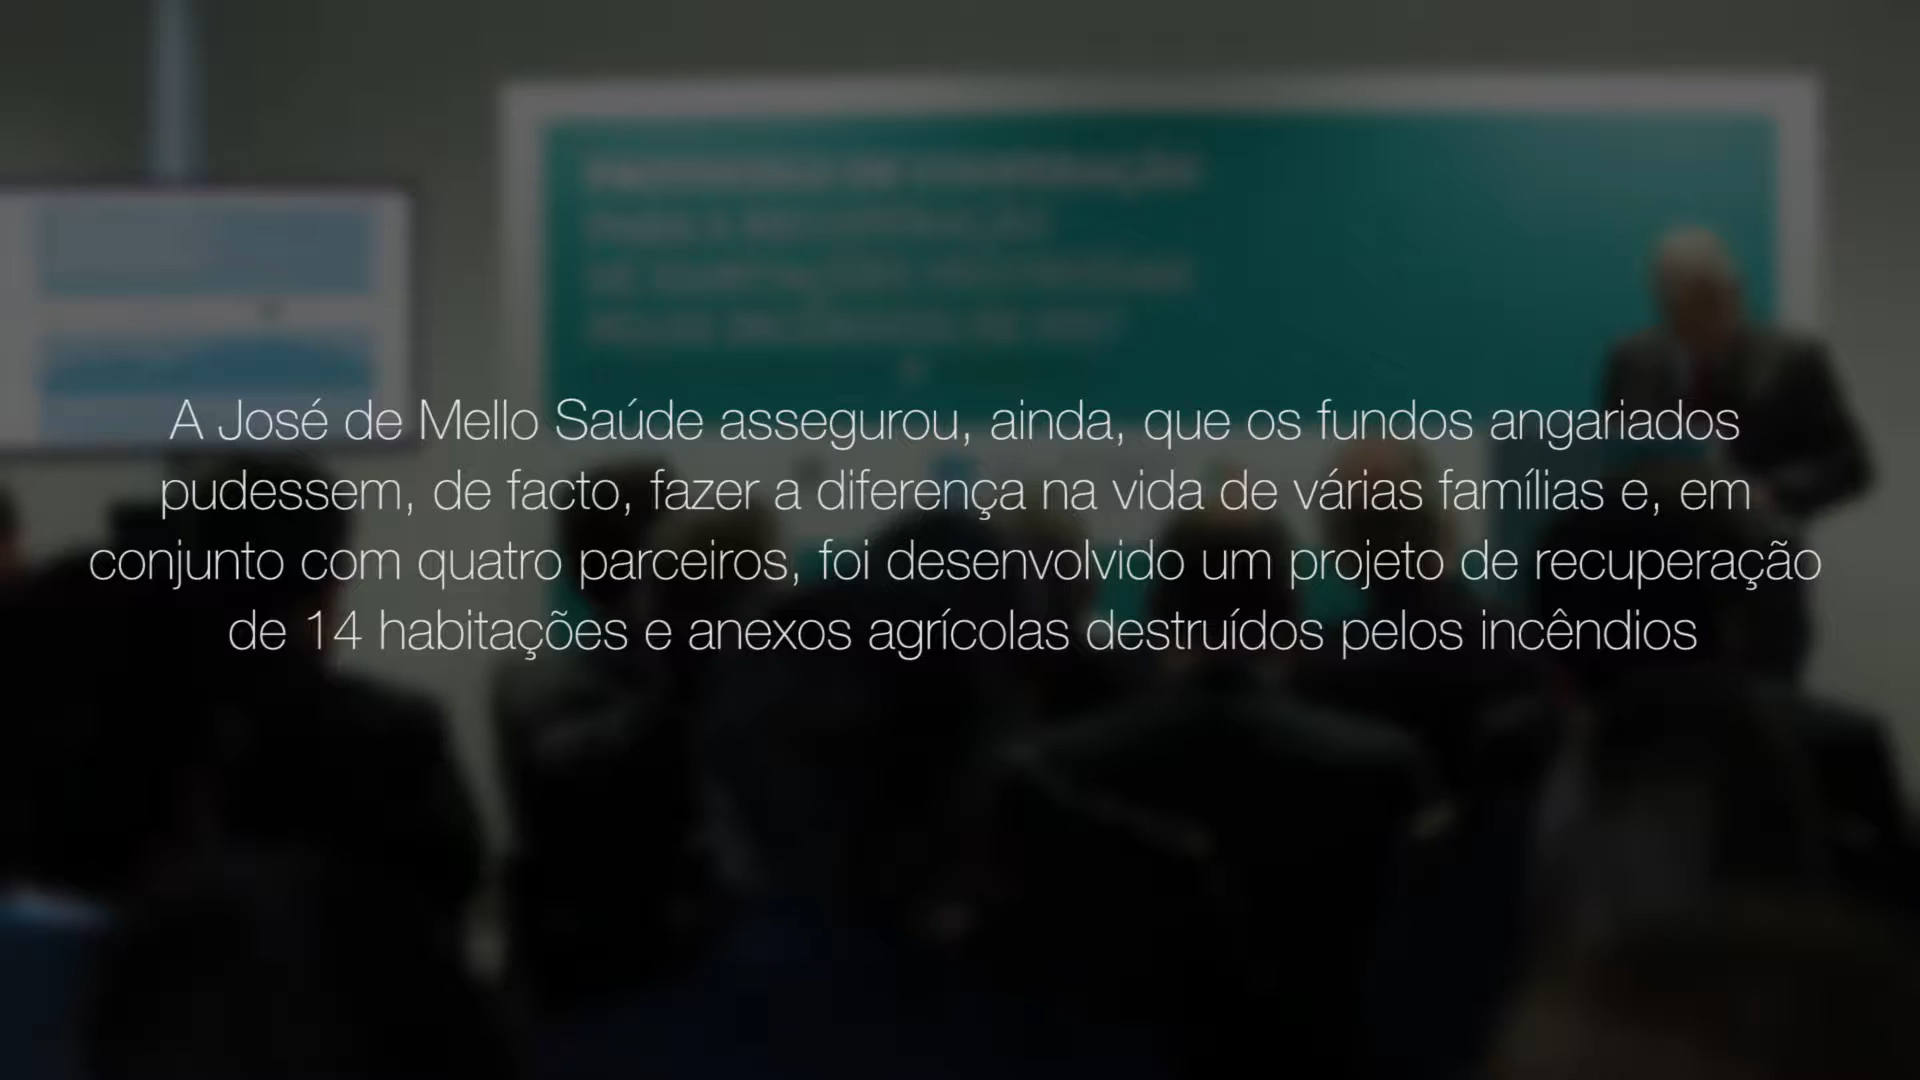 A José de Mello Saúde assegurou, ainda, que os fundos angariados
pudessem, de facto, fazer a diferença na vida de várias famílias e, em
conjunto com quatro parceiros, foi desenvolvido um projeto de recuperação
de 14 habitações e anexos agrícolas destruídos pelos incêndios